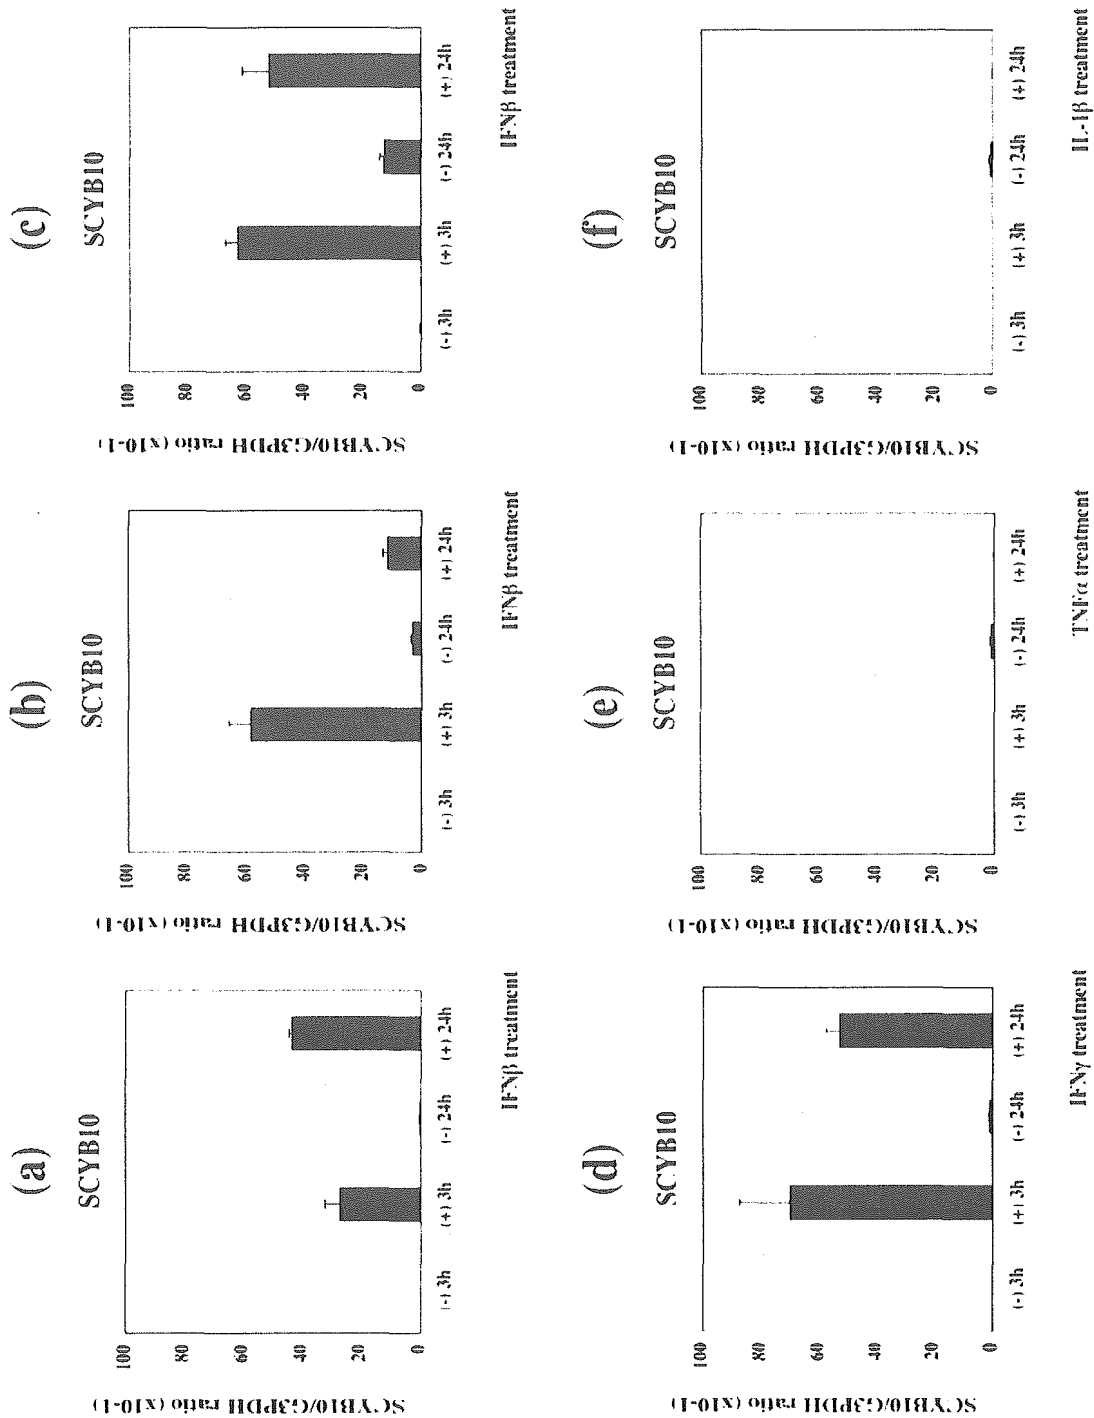 (a)
SCYB10
SCYB10/G3PDH ratio (x10-1)
100
80
60
40
20
0
(-) 3h
(+) 3h
(-) 24h
(+) 24h
IFNβ treatment
(b)
SCYB10
SCYB10/G3PDH ratio (x10-1)
100
80
60
40
20
0
(-) 3h
(+) 3h
(-) 24h
(+) 24h
IFNβ treatment
(c)
SCYB10
SCYB10/G3PDH ratio (x10-1)
100
80
60
40
20
0
(-) 3h
(+) 3h
(-) 24h
(+) 24h
IFNβ treatment
(d)
SCYB10
SCYB10/G3PDH ratio (x10-1)
100
80
60
40
20
0
(-) 3h
(+) 3h
(-) 24h
(+) 24h
IFNγ treatment
(e)
SCYB10
SCYB10/G3PDH ratio (x10-1)
100
80
60
40
20
0
(-) 3h
(+) 3h
(-) 24h
(+) 24h
TNFα treatment
(f)
SCYB10
SCYB10/G3PDH ratio (x10-1)
100
80
60
40
20
0
(-) 3h
(+) 3h
(-) 24h
(+) 24h
IL-1β treatment